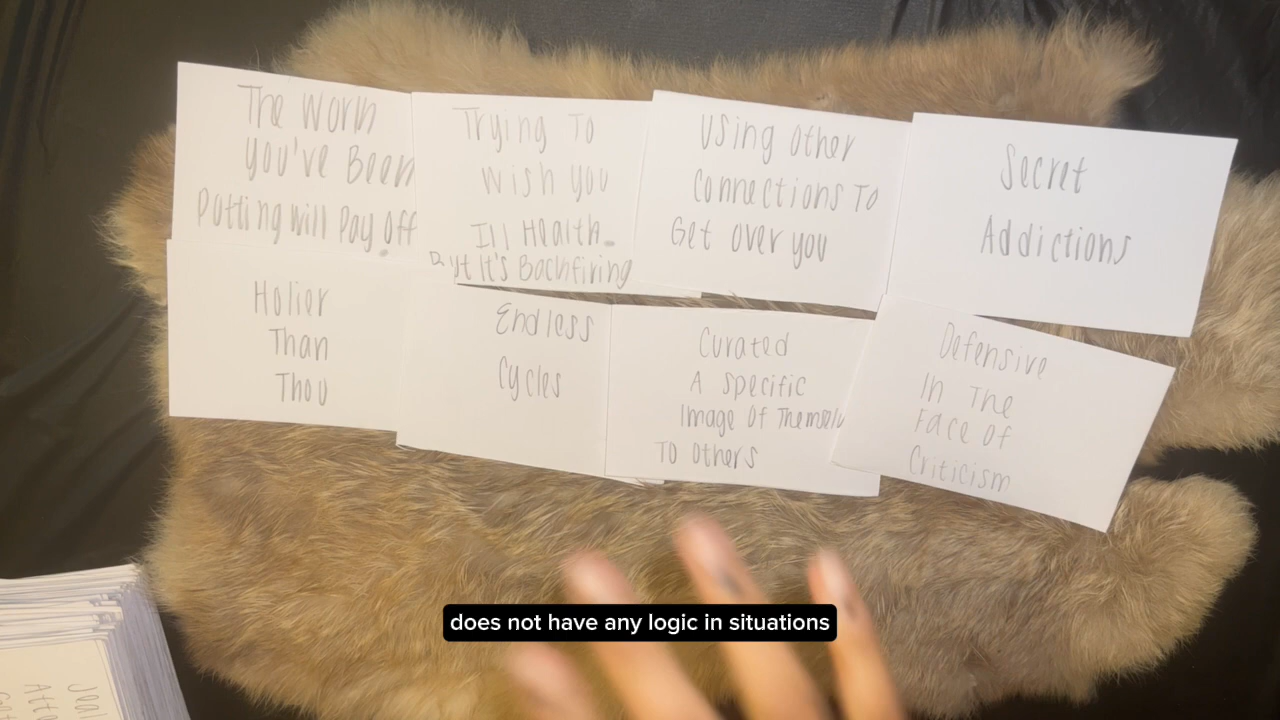 The Work
You've Been
Putting will Pay Off
Trying To
Wish You
Ill Health.
But It's Backfiring
Using Other
Connections To
Get Over You
Secret
Addictions
Holier
Than
Thou
Endless
Cycles
Curated
A Specific
Image Of Themselv
To Others
Defensive
In The
Face Of
Criticism
does not have any logic in situations
Jeal
Atte